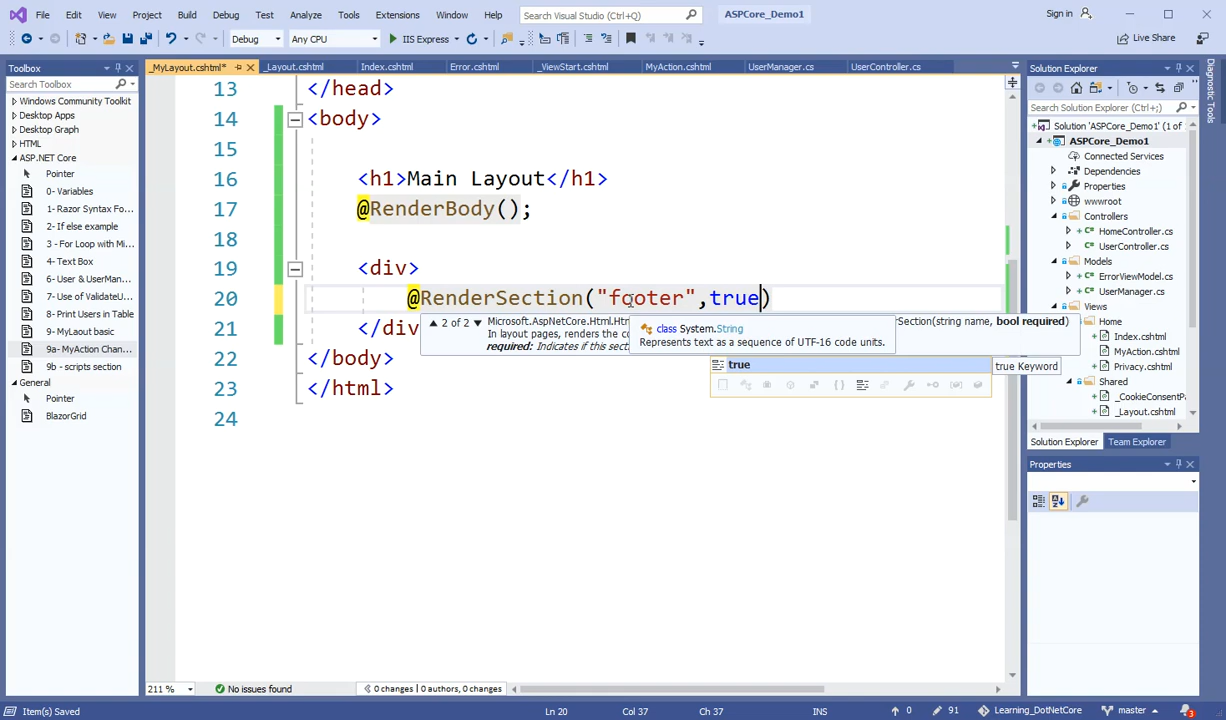 File Edit View Project Build Debug Test Analyze Tools Extensions Window Help Search Visual Studio (Ctrl+Q) ASPCore_Demo1 Sign in
Debug Any CPU IIS Express Live Share
Toolbox
Search Toolbox
Windows Community Toolkit
Desktop Apps
Desktop Graph
HTML
ASP.NET Core
Pointer
0- Variables
1- Razor Syntax Fo...
2- If else example
3 - For Loop with Mi...
4- Text Box
6- User & UserMan...
7- Use of ValidateU...
8- Print Users in Table
9-MyLaout basic
9a- MyAction Chan...
9b - scripts section
General
Pointer
BlazorGrid
_MyLayout.cshtml* _Layout.cshtml Index.cshtml Error.cshtml _ViewStart.cshtml MyAction.cshtml UserManager.cs UserController.cs
13 </head>
14 <body>
15
16 <h1>Main Layout</h1>
17 @RenderBody();
18
19 <div>
20 @RenderSection("footer",true)
21 </div
22 </body>
23 </html>
24
2 of 2 Microsoft.AspNetCore.Html.Ht
Section(string name, bool required)
In layout pages, renders the co
required: Indicates if this sect
class System.String
Represents text as a sequence of UTF-16 code units.
true
true Keyword
Solution Explorer
Search Solution Explorer (Ctrl+;)
Solution 'ASPCore_Demo1' (1 of 1
ASPCore_Demo1
Connected Services
Dependencies
Properties
wwwroot
Controllers
HomeController.cs
UserController.cs
Models
ErrorViewModel.cs
UserManager.cs
Views
Home
Index.cshtml
MyAction.cshtml
Privacy.cshtml
Shared
_CookieConsentPa
_Layout.cshtml
Solution Explorer Team Explorer
Properties
Diagnostic Tools
211 % No issues found 0 changes | 0 authors, 0 changes
Item(s) Saved Ln 20 Col 37 Ch 37 INS 0 91 Learning_DotNetCore master 3